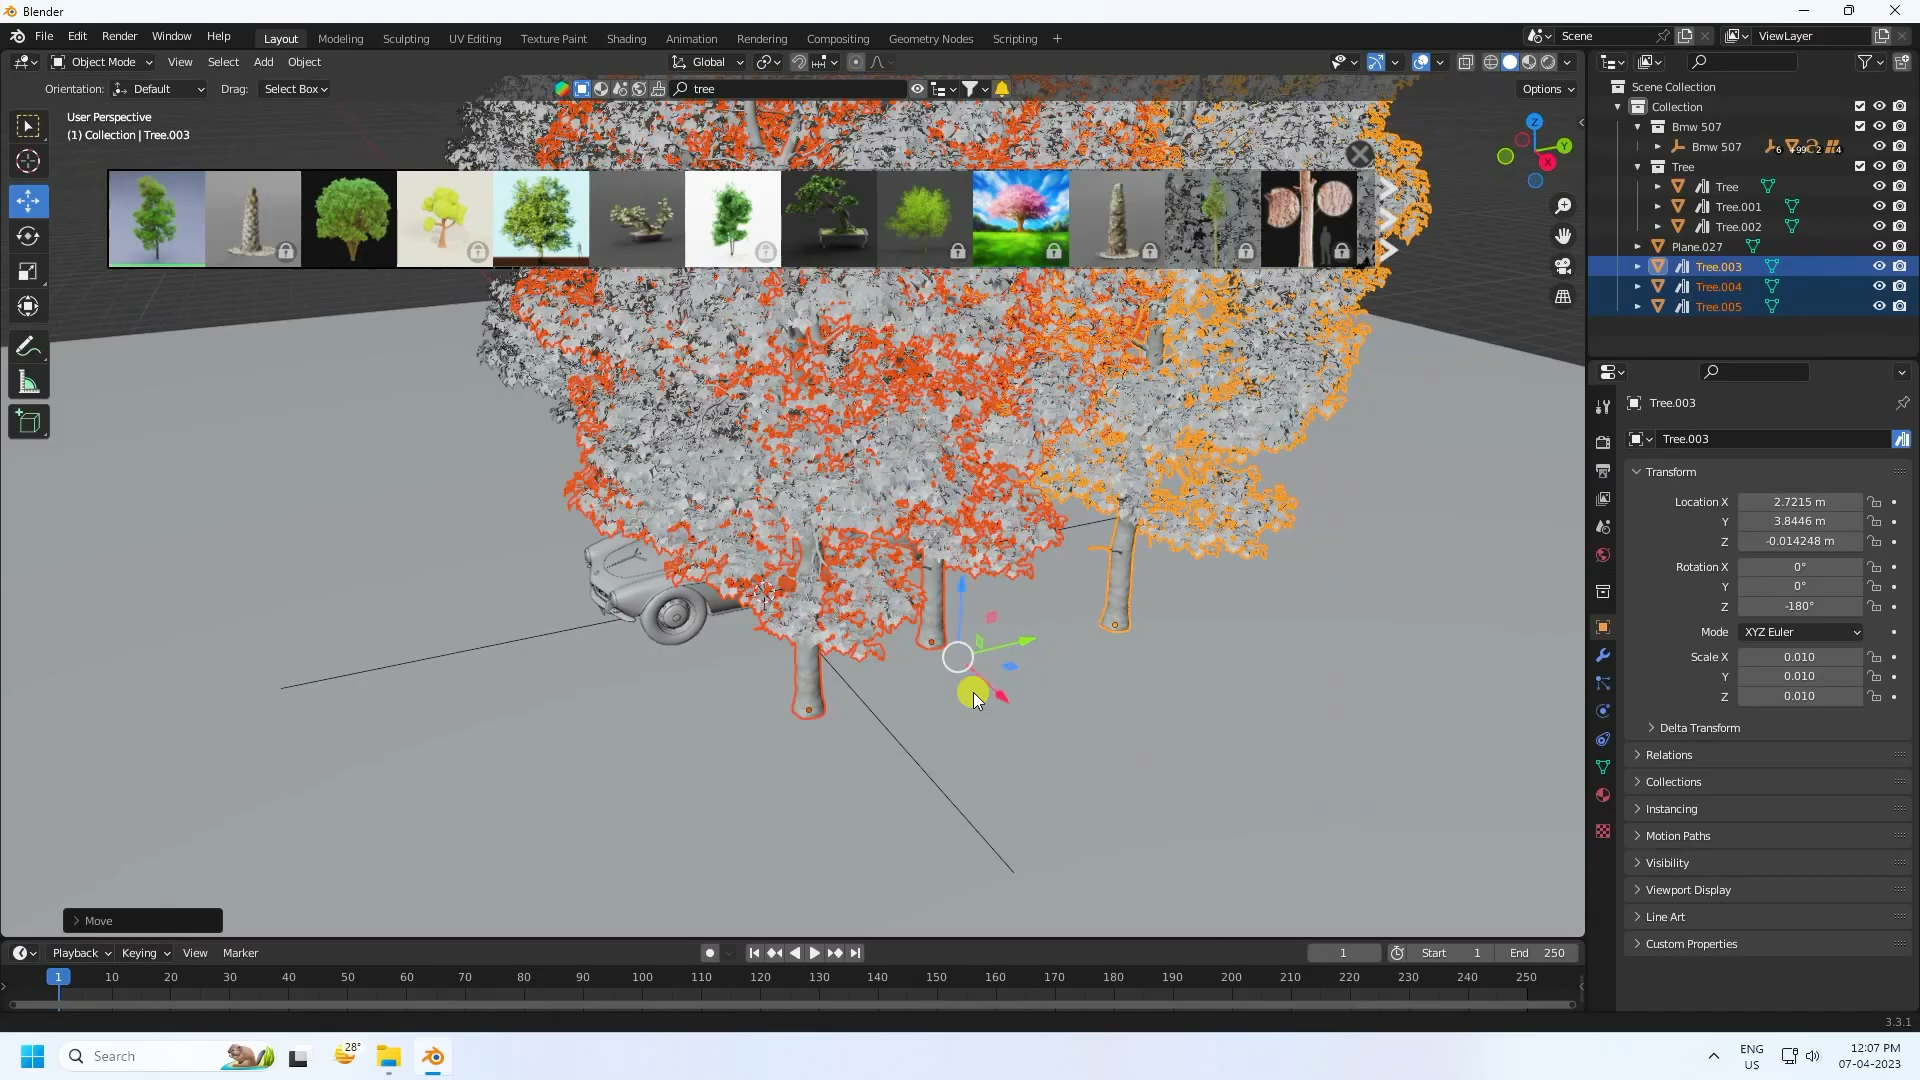 Blender
File Edit Render Window Help Layout Modeling Sculpting UV Editing Texture Paint Shading Animation Rendering Compositing Geometry Nodes Scripting + Scene ViewLayer
Object Mode View Select Add Object Global
Orientation: Default Drag: Select Box tree Options
User Perspective
(1) Collection | Tree.003
Z
Y
X
Scene Collection
Collection
Bmw 507
Bmw 507 6 99 2 4
Tree
Tree
Tree.001
Tree.002
Plane.027
Tree.003
Tree.004
Tree.005
Tree.003
Tree.003
Transform
Location X 2.7215 m
Y 3.8446 m
Z -0.014248 m
Rotation X 0°
Y 0°
Z -180°
Mode XYZ Euler
Scale X 0.010
Y 0.010
Z 0.010
Delta Transform
Relations
Collections
Instancing
Motion Paths
Visibility
Viewport Display
Line Art
Custom Properties
Move
Playback Keying View Marker 1 Start 1 End 250
1 10 20 30 40 50 60 70 80 90 100 110 120 130 140 150 160 170 180 190 200 210 220 230 240 250
3.3.1
Search 28° ENG US 12:07 PM
07-04-2023